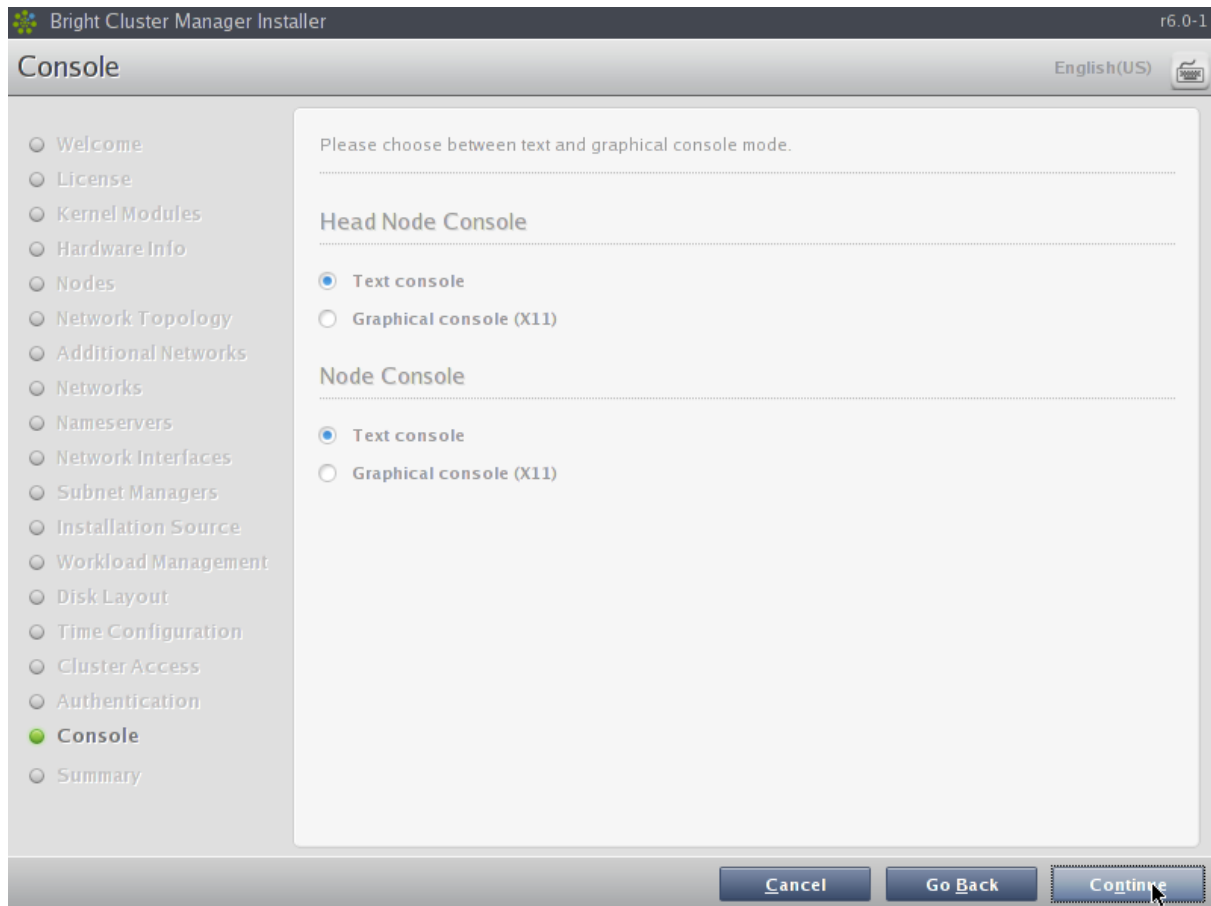 Bright Cluster Manager Installer r6.0-1
Console English(US)
Welcome
License
Kernel Modules
Hardware Info
Nodes
Network Topology
Additional Networks
Networks
Nameservers
Network Interfaces
Subnet Managers
Installation Source
Workload Management
Disk Layout
Time Configuration
Cluster Access
Authentication
Console
Summary
Please choose between text and graphical console mode.
Head Node Console
Text console
Graphical console (X11)
Node Console
Text console
Graphical console (X11)
Cancel Go Back Continue